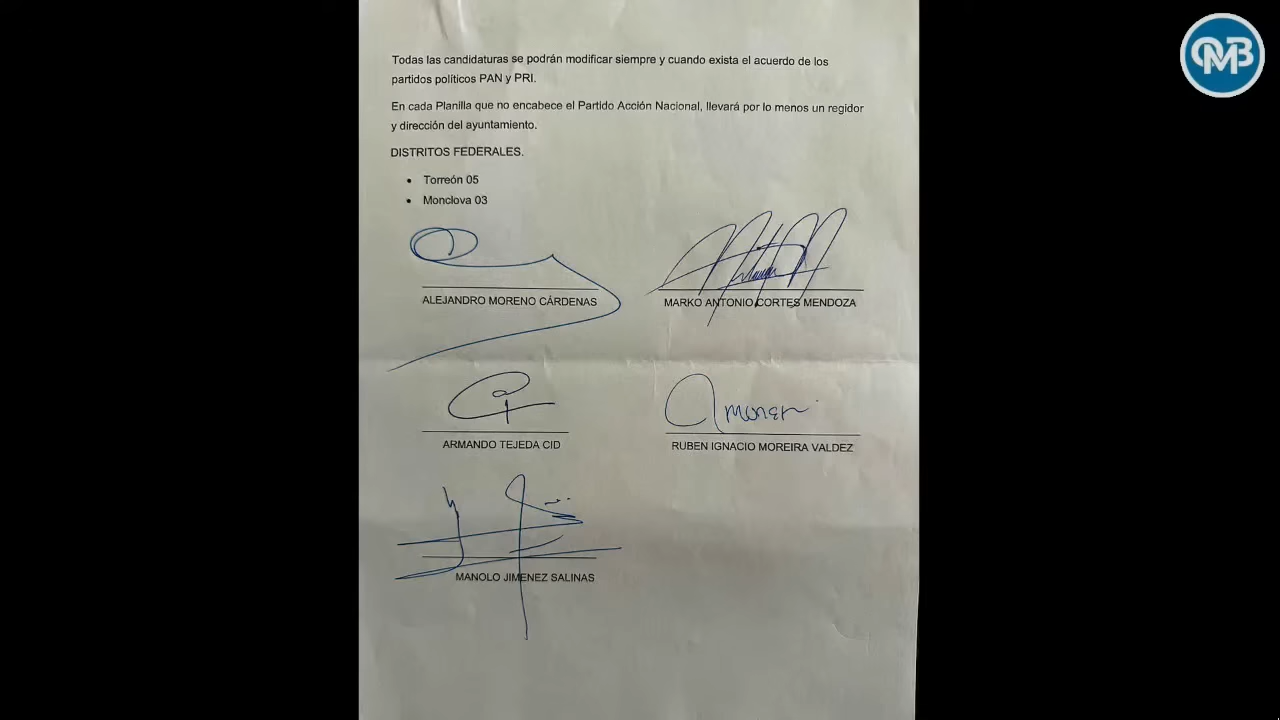 Todas las candidaturas se podrán modificar siempre y cuando exista el acuerdo de los
partidos políticos PAN y PRI.
En cada Planilla que no encabece el Partido Acción Nacional, llevará por lo menos un regidor
y dirección del ayuntamiento.
DISTRITOS FEDERALES.
• Torreón 05
• Monclova 03
ALEJANDRO MORENO CÁRDENAS
MARKO ANTONIO CORTES MENDOZA
ARMANDO TEJEDA CID
RUBEN IGNACIO MOREIRA VALDEZ
MANOLO JIMENEZ SALINAS